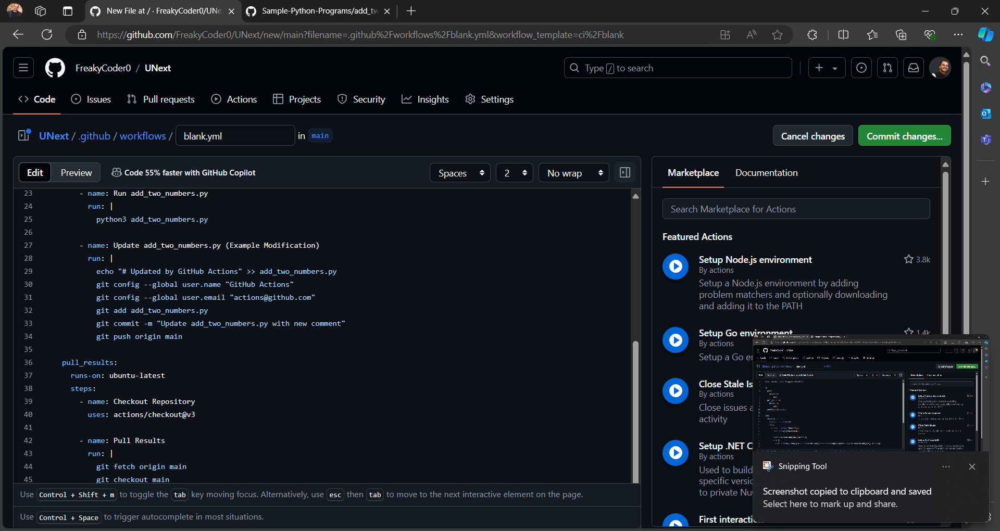 New File at / · FreakyCoder0/UNe
Sample-Python-Programs/add_tw
https://github.com/FreakyCoder0/UNext/new/main?filename=.github%2Fworkflows%2Fblank.yml&workflow_template=ci%2Fblank
FreakyCoder0 / UNext
Type / to search
Code
Issues
Pull requests
Actions
Projects
Security
Insights
Settings
UNext / .github / workflows / blank.yml in main
Cancel changes
Commit changes...
Edit
Preview
Code 55% faster with GitHub Copilot
Spaces
2
No wrap
23 - name: Run add_two_numbers.py
24 run: |
25 python3 add_two_numbers.py
26
27 - name: Update add_two_numbers.py (Example Modification)
28 run: |
29 echo "# Updated by GitHub Actions" >> add_two_numbers.py
30 git config --global user.name "GitHub Actions"
31 git config --global user.email "actions@github.com"
32 git add add_two_numbers.py
33 git commit -m "Update add_two_numbers.py with new comment"
34 git push origin main
35
36 pull_results:
37 runs-on: ubuntu-latest
38 steps:
39 - name: Checkout Repository
40 uses: actions/checkout@v3
41
42 - name: Pull Results
43 run: |
44 git fetch origin main
45 git checkout main
Use Control + Shift + m to toggle the tab key moving focus. Alternatively, use esc then tab to move to the next interactive element on the page.
Use Control + Space to trigger autocomplete in most situations.
Marketplace
Documentation
Search Marketplace for Actions
Featured Actions
Setup Node.js environment
3.8k
By actions
Setup a Node.js environment by adding
problem matchers and optionally downloading
and adding it to the PATH
Setup Go environment
1.4k
By actions
Setup a Go e
Close Stale Is
By actions
Close issues a
activity
Setup .NET C
By actions
Used to build
specific versio
to private Nu
First interacti
Snipping Tool
Screenshot copied to clipboard and saved
Select here to mark up and share.